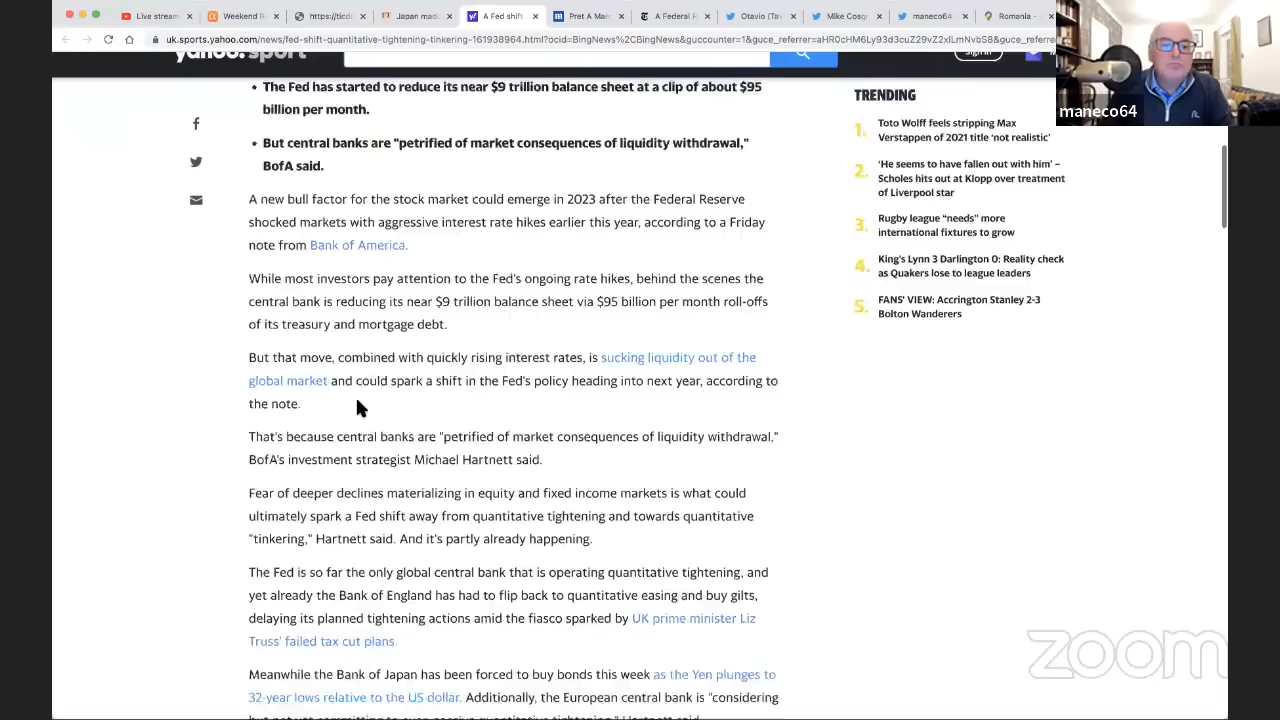 Live stream
Weekend R
https://ticdn
Japan made
A Fed shift
Pret A Man
A Federal R
Otavio (Tav
Mike Cosg
maneco64
Romania -
uk.sports.yahoo.com/news/fed-shift-quantitative-tightening-tinkering-161938964.html?ocid=BingNews%2CBingNews&guccounter=1&guce_referrer=
yahoo!sport
Sign in
• The Fed has started to reduce its near $9 trillion balance sheet at a clip of about $95
billion per month.
• But central banks are "petrified of market consequences of liquidity withdrawal,"
BofA said.
A new bull factor for the stock market could emerge in 2023 after the Federal Reserve
shocked markets with aggressive interest rate hikes earlier this year, according to a Friday
note from Bank of America.
While most investors pay attention to the Fed's ongoing rate hikes, behind the scenes the
central bank is reducing its near $9 trillion balance sheet via $95 billion per month roll-offs
of its treasury and mortgage debt.
But that move, combined with quickly rising interest rates, is sucking liquidity out of the
global market and could spark a shift in the Fed's policy heading into next year, according to
the note.
That's because central banks are "petrified of market consequences of liquidity withdrawal,"
BofA's investment strategist Michael Hartnett said.
Fear of deeper declines materializing in equity and fixed income markets is what could
ultimately spark a Fed shift away from quantitative tightening and towards quantitative
"tinkering," Hartnett said. And it's partly already happening.
The Fed is so far the only global central bank that is operating quantitative tightening, and
yet already the Bank of England has had to flip back to quantitative easing and buy gilts,
delaying its planned tightening actions amid the fiasco sparked by UK prime minister Liz
Truss' failed tax cut plans.
Meanwhile the Bank of Japan has been forced to buy bonds this week as the Yen plunges to
32-year lows relative to the US dollar. Additionally, the European central bank is "considering
but not yet committing to even passive quantitative tightening," Hartnett said.
TRENDING
1. Toto Wolff feels stripping Max
Verstappen of 2021 title 'not realistic'
2. 'He seems to have fallen out with him' –
Scholes hits out at Klopp over treatment
of Liverpool star
3. Rugby league "needs" more
international fixtures to grow
4. King's Lynn 3 Darlington 0: Reality check
as Quakers lose to league leaders
5. FANS' VIEW: Accrington Stanley 2-3
Bolton Wanderers
maneco64
zoom